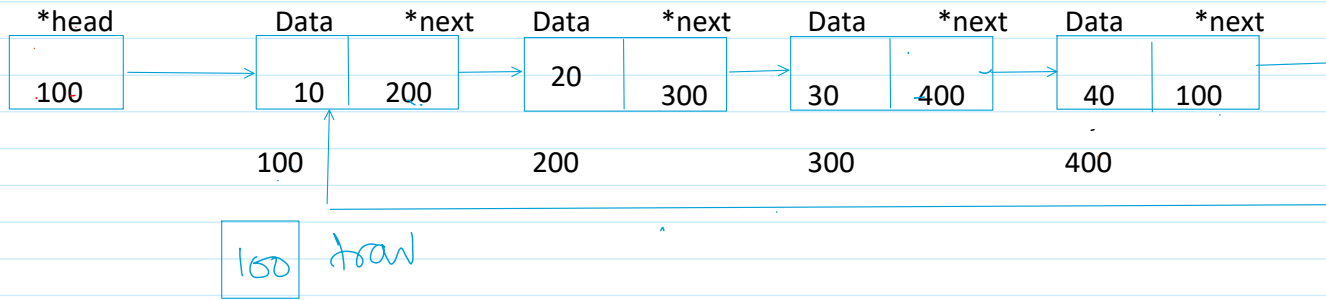 *head Data *next Data *next Data *next Data *next
100 10 200 20 300 30 400 40 100
100 200 300 400
100 trav